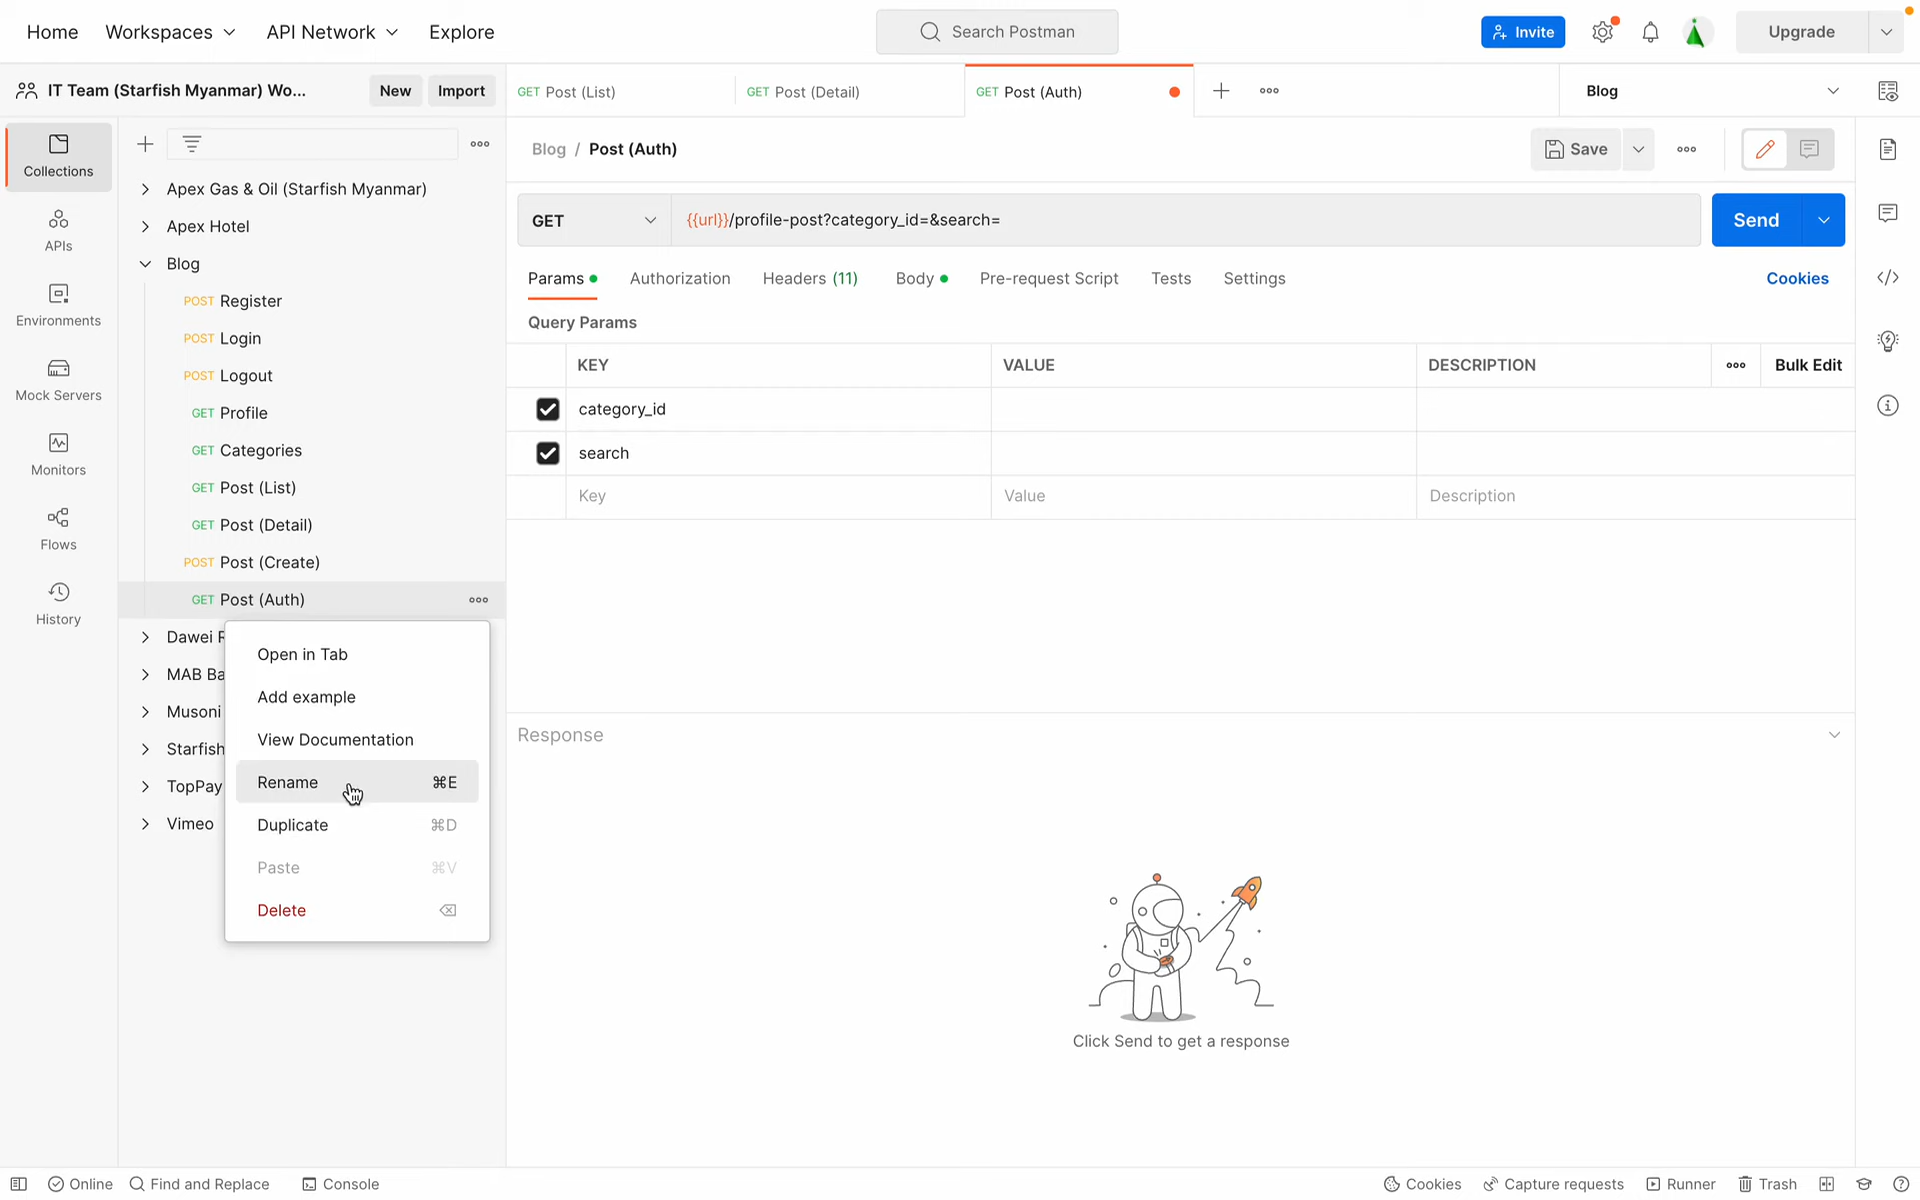 Home
Workspaces
API Network
Explore
Search Postman
Invite
Upgrade
IT Team (Starfish Myanmar) Wo...
New
Import
GET Post (List)
GET Post (Detail)
GET Post (Auth)
Blog
Collections
APIs
Environments
Mock Servers
Monitors
Flows
History
Apex Gas & Oil (Starfish Myanmar)
Apex Hotel
Blog
POST Register
POST Login
POST Logout
GET Profile
GET Categories
GET Post (List)
GET Post (Detail)
POST Post (Create)
GET Post (Auth)
Dawei
MAB Ba
Musoni
Starfish
TopPay
Vimeo
Open in Tab
Add example
View Documentation
Rename ⌘E
Duplicate ⌘D
Paste ⌘V
Delete
Blog / Post (Auth)
Save
GET
{{url}}/profile-post?category_id=&search=
Send
Params
Authorization
Headers (11)
Body
Pre-request Script
Tests
Settings
Cookies
Query Params
KEY VALUE DESCRIPTION Bulk Edit
category_id
search
Key Value Description
Response
Click Send to get a response
Online
Find and Replace
Console
Cookies
Capture requests
Runner
Trash